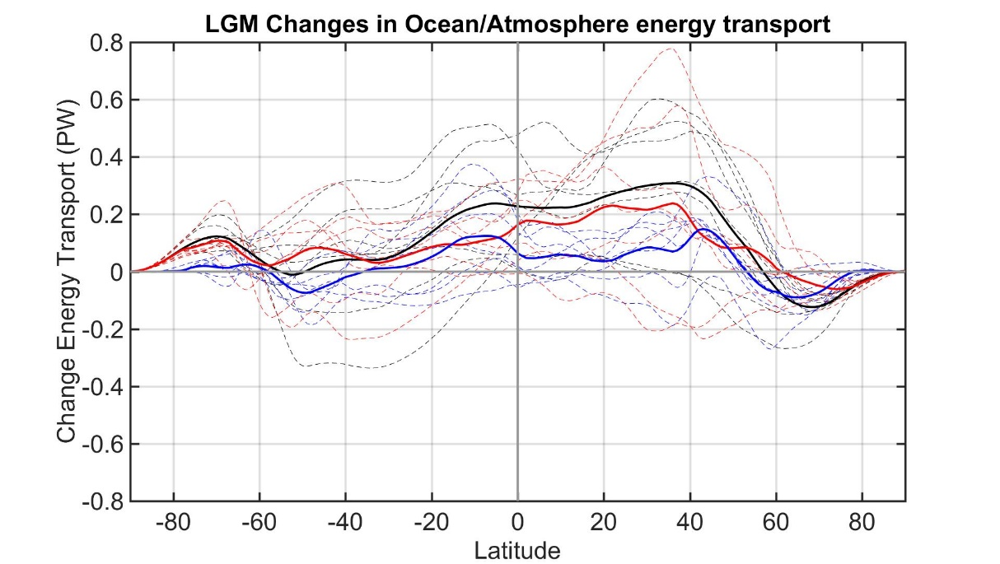 LGM Changes in Ocean/Atmosphere energy transport
Change Energy Transport (PW)
0.8
0.6
0.4
0.2
0
-0.2
-0.4
-0.6
-0.8
-80 -60 -40 -20 0 20 40 60 80
Latitude